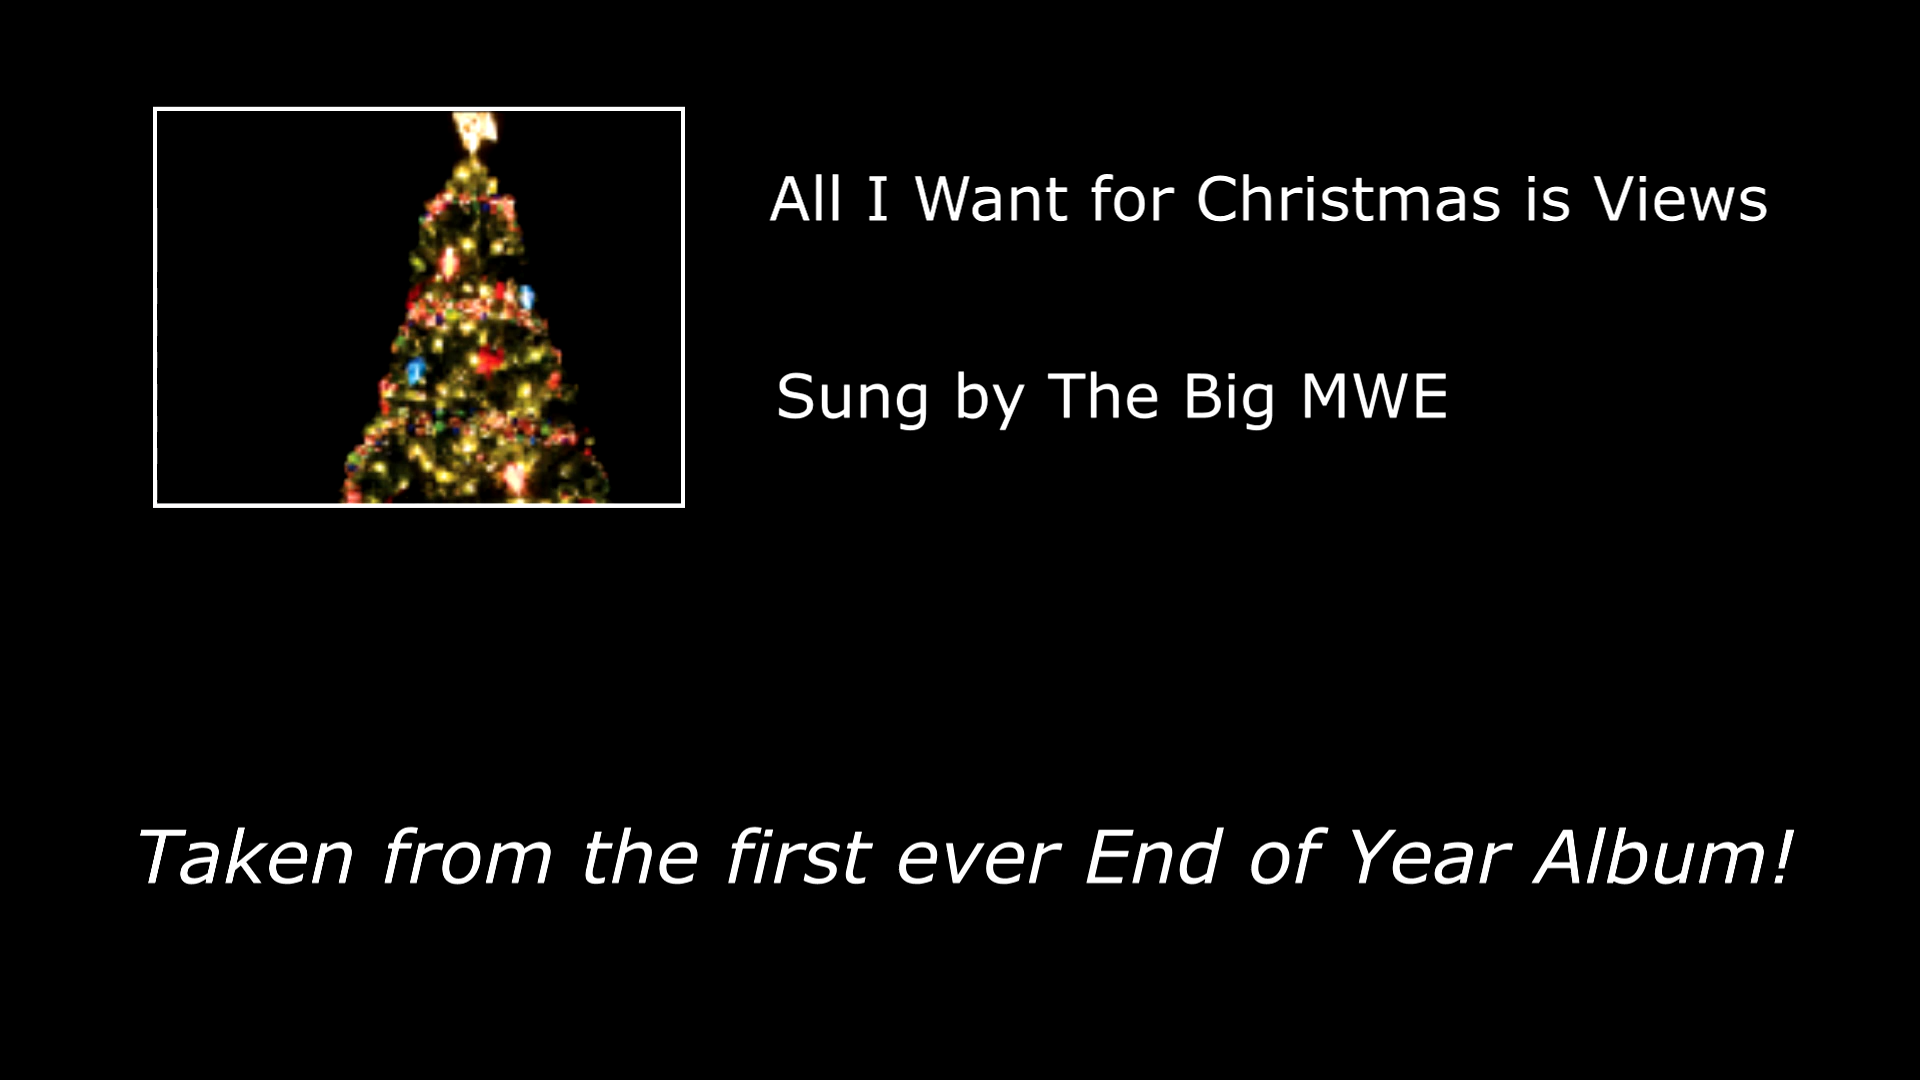 All I Want for Christmas is Views
Sung by The Big MWE
Taken from the first ever End of Year Album!